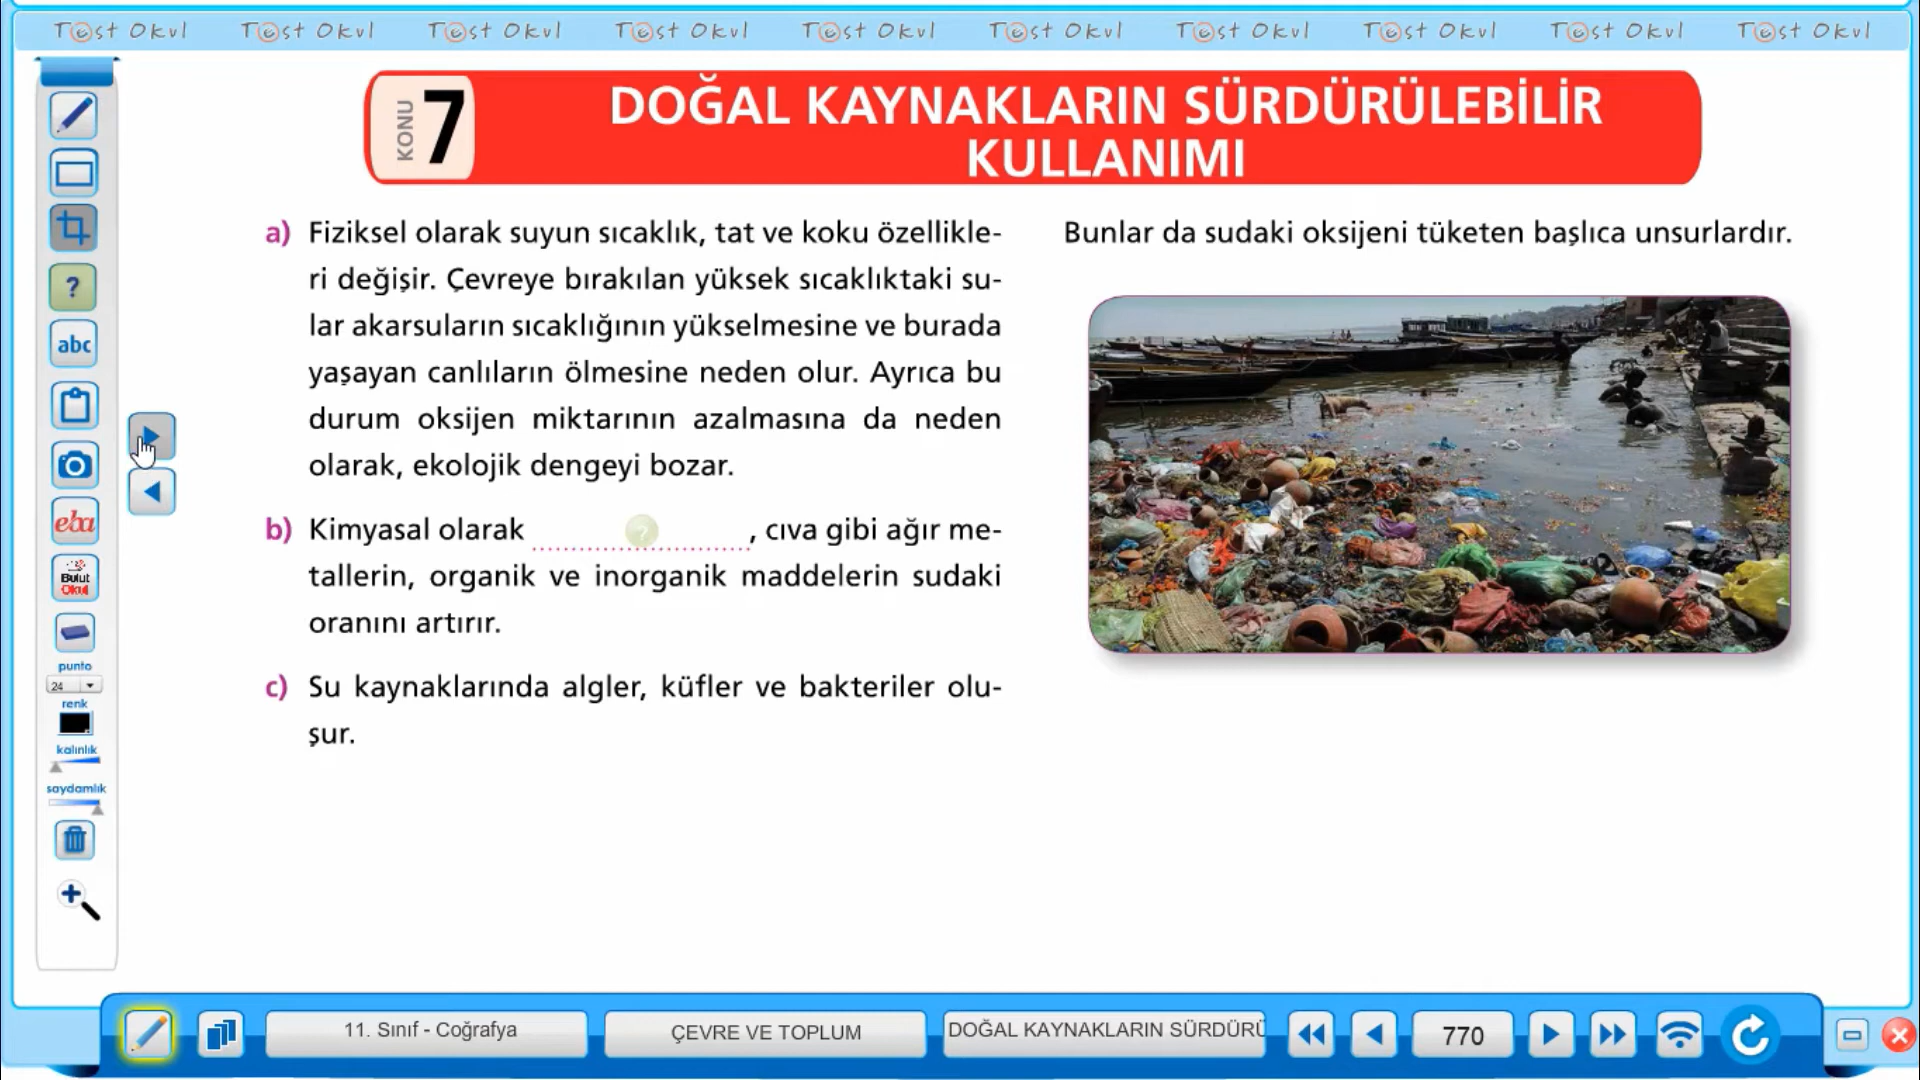 Test Okul Test Okul Test Okul Test Okul Test Okul Test Okul Test Okul Test Okul Test Okul Test Okul
KONU 7
DOĞAL KAYNAKLARIN SÜRDÜRÜLEBİLİR
KULLANIMI
a) Fiziksel olarak suyun sıcaklık, tat ve koku özellikle-
ri değişir. Çevreye bırakılan yüksek sıcaklıktaki su-
lar akarsuların sıcaklığının yükselmesine ve burada
yaşayan canlıların ölmesine neden olur. Ayrıca bu
durum oksijen miktarının azalmasına da neden
olarak, ekolojik dengeyi bozar.
b) Kimyasal olarak ? , cıva gibi ağır me-
tallerin, organik ve inorganik maddelerin sudaki
oranını artırır.
c) Su kaynaklarında algler, küfler ve bakteriler olu-
şur.
Bunlar da sudaki oksijeni tüketen başlıca unsurlardır.
?
abc
eba
Bulut
Okul
punto
24
renk
kalınlık
saydamlık
11. Sınıf - Coğrafya
ÇEVRE VE TOPLUM
DOĞAL KAYNAKLARIN SÜRDÜRÜ
770